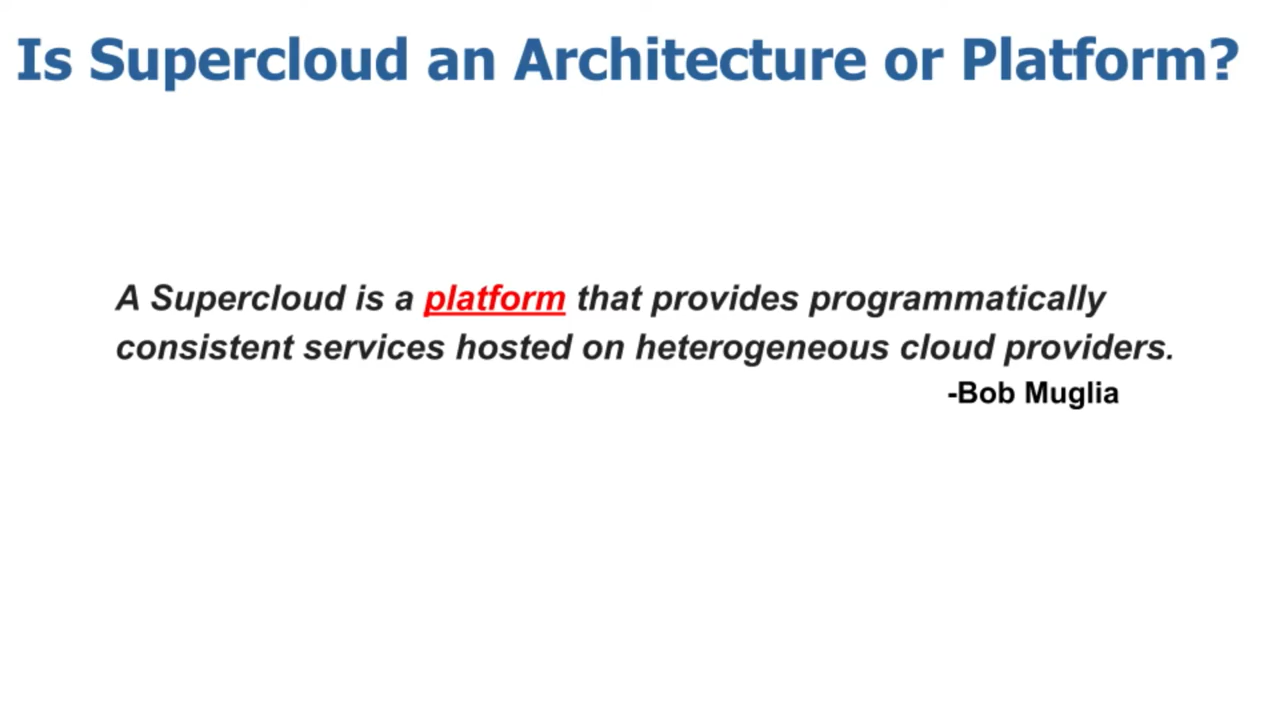 Is Supercloud an Architecture or Platform?
A Supercloud is a platform that provides programmatically
consistent services hosted on heterogeneous cloud providers.
-Bob Muglia